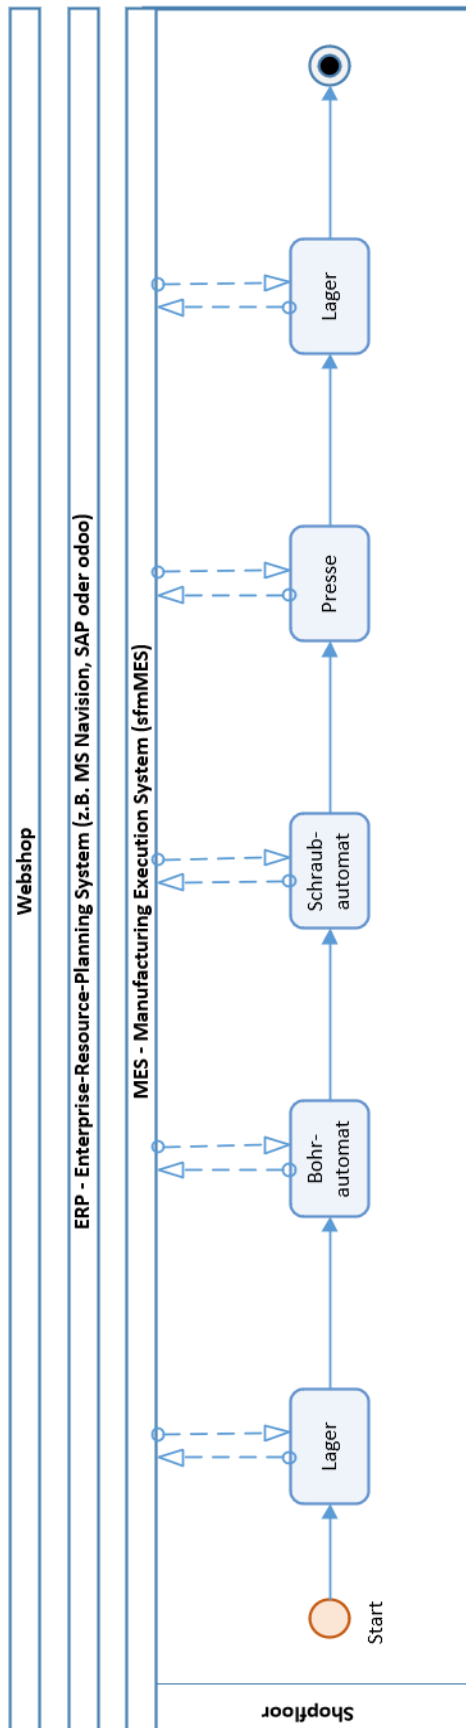 Webshop
ERP - Enterprise-Resource-Planning System (z.B. MS Navision, SAP oder odoo)
MES - Manufacturing Execution System (sfmMES)
Shopfloor
Start
Lager
Bohr-
automat
Schraub-
automat
Presse
Lager